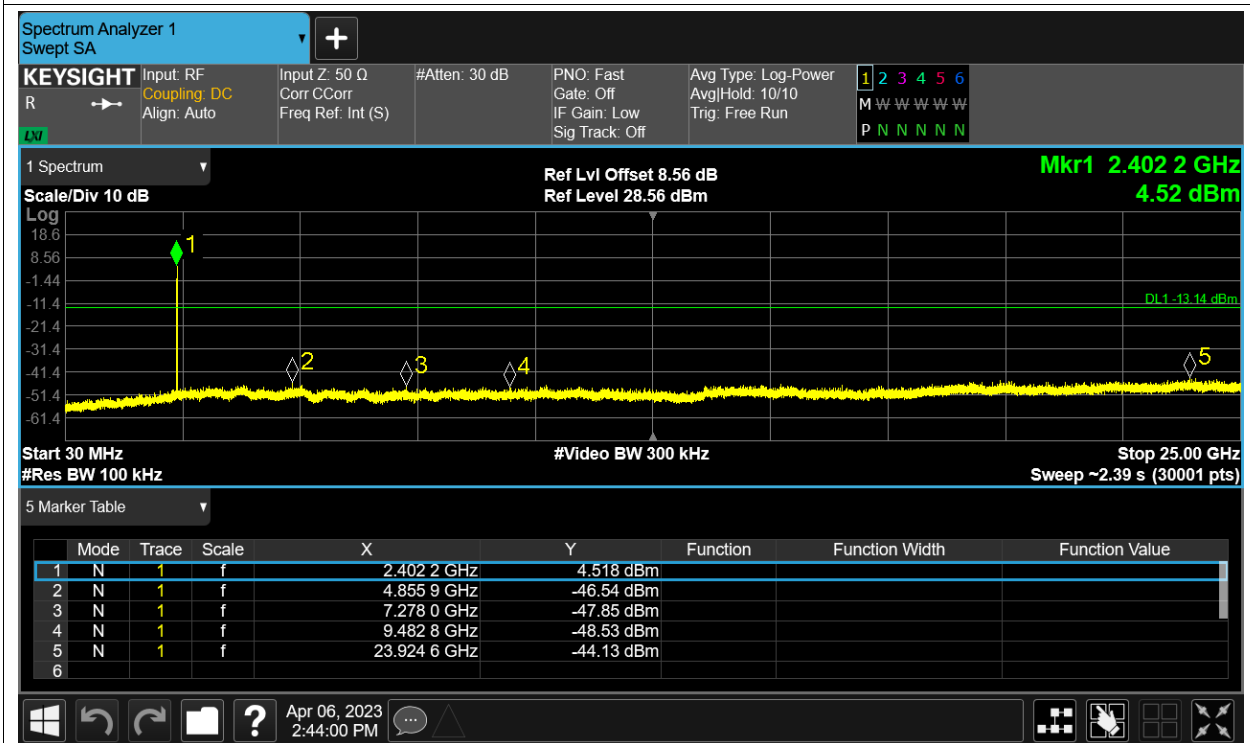 Spectrum Analyzer 1
Swept SA
KEYSIGHT Input: RF Input Z: 50 Ω #Atten: 30 dB PNO: Fast Avg Type: Log-Power 1 2 3 4 5 6
R Coupling: DC Corr CCorr Gate: Off Avg|Hold: 10/10 M W W W W W
Align: Auto Freq Ref: Int (S) IF Gain: Low Trig: Free Run
LXI Sig Track: Off P N N N N N
1 Spectrum Ref Lvl Offset 8.56 dB Mkr1 2.402 2 GHz
Scale/Div 10 dB Ref Level 28.56 dBm 4.52 dBm
Log
18.6
1
8.56
-1.44
-11.4 DL1 -13.14 dBm
-21.4
-31.4
2 3 4 5
-41.4
-51.4
-61.4
Start 30 MHz #Video BW 300 kHz Stop 25.00 GHz
#Res BW 100 kHz Sweep ~2.39 s (30001 pts)
5 Marker Table
Mode Trace Scale X Y Function Function Width Function Value
1 N 1 f 2.402 2 GHz 4.518 dBm
2 N 1 f 4.855 9 GHz -46.54 dBm
3 N 1 f 7.278 0 GHz -47.85 dBm
4 N 1 f 9.482 8 GHz -48.53 dBm
5 N 1 f 23.924 6 GHz -44.13 dBm
6
? Apr 06, 2023
2:44:00 PM